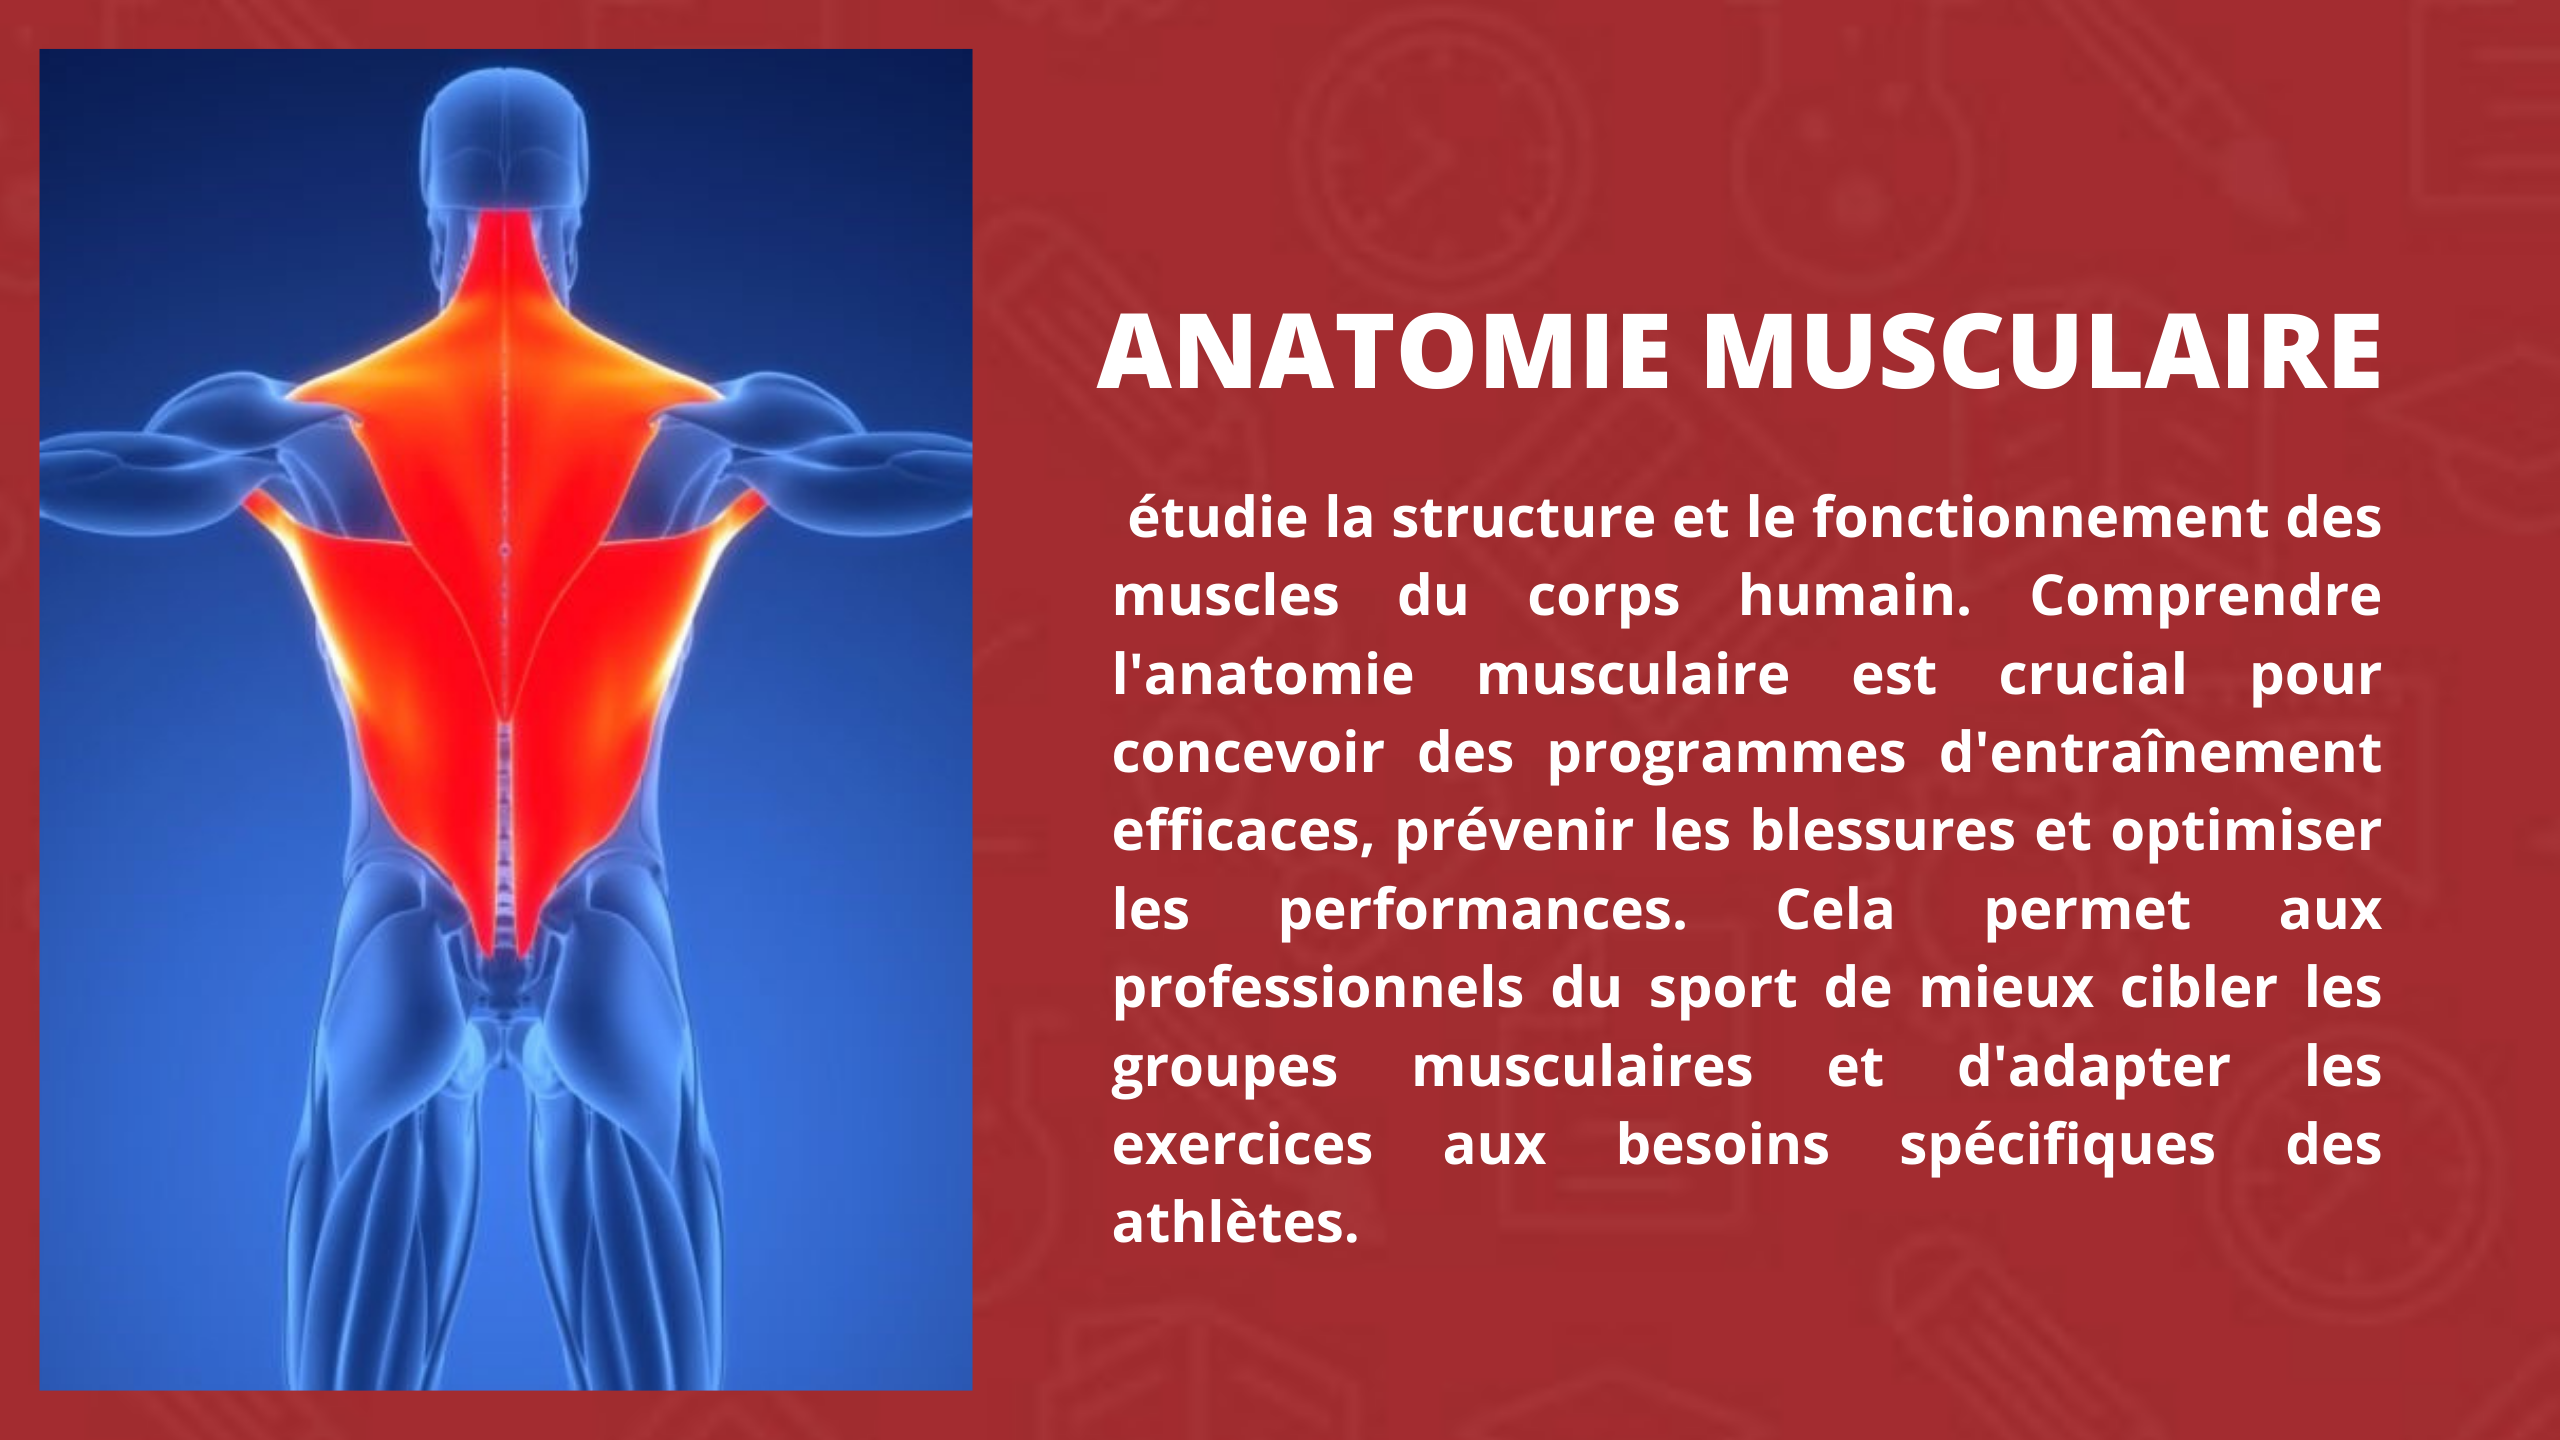 ANATOMIE MUSCULAIRE
étudie la structure et le fonctionnement des
muscles du corps humain. Comprendre
l'anatomie musculaire est crucial pour
concevoir des programmes d'entraînement
efficaces, prévenir les blessures et optimiser
les performances. Cela permet aux
professionnels du sport de mieux cibler les
groupes musculaires et d'adapter les
exercices aux besoins spécifiques des
athlètes.